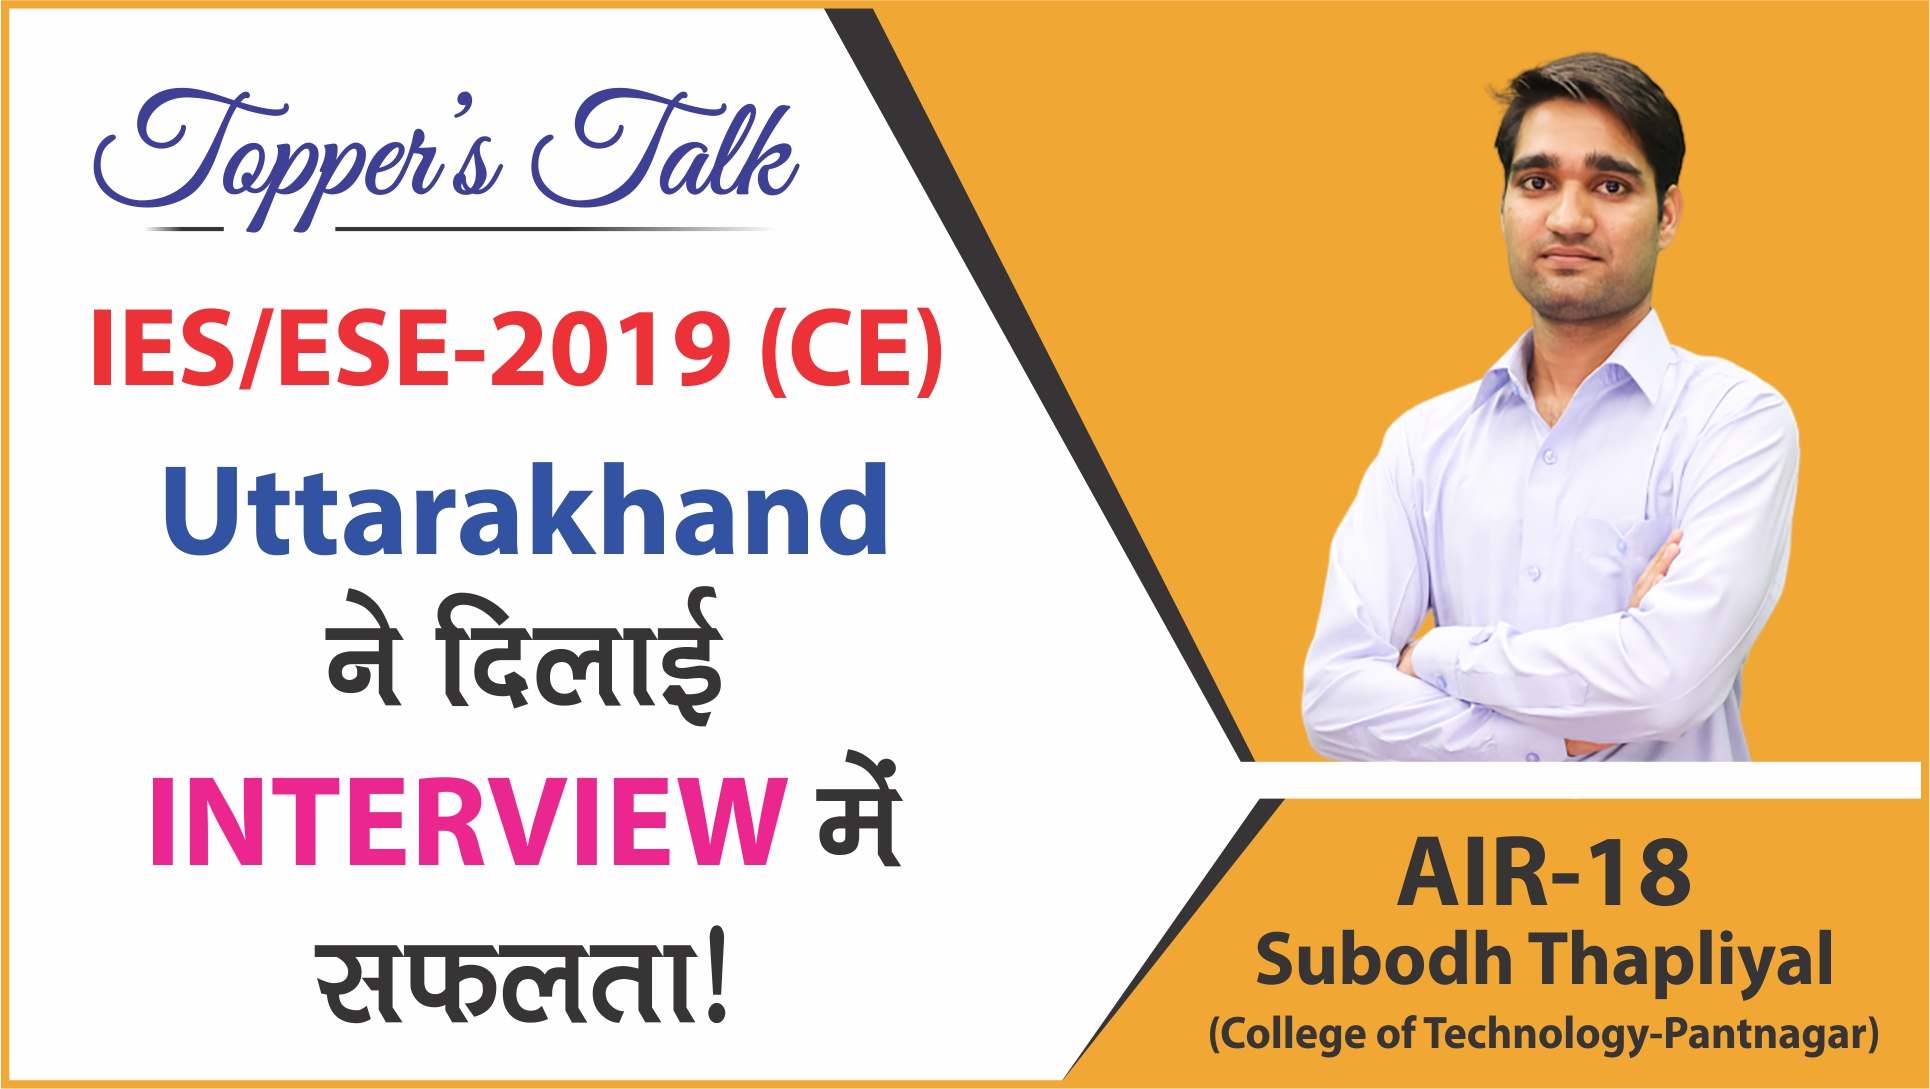 Topper's Talk
IES/ESE-2019 (CE)
Uttarakhand
ने दिलाई
INTERVIEW में
सफलता!
AIR-18
Subodh Thapliyal
(College of Technology-Pantnagar)